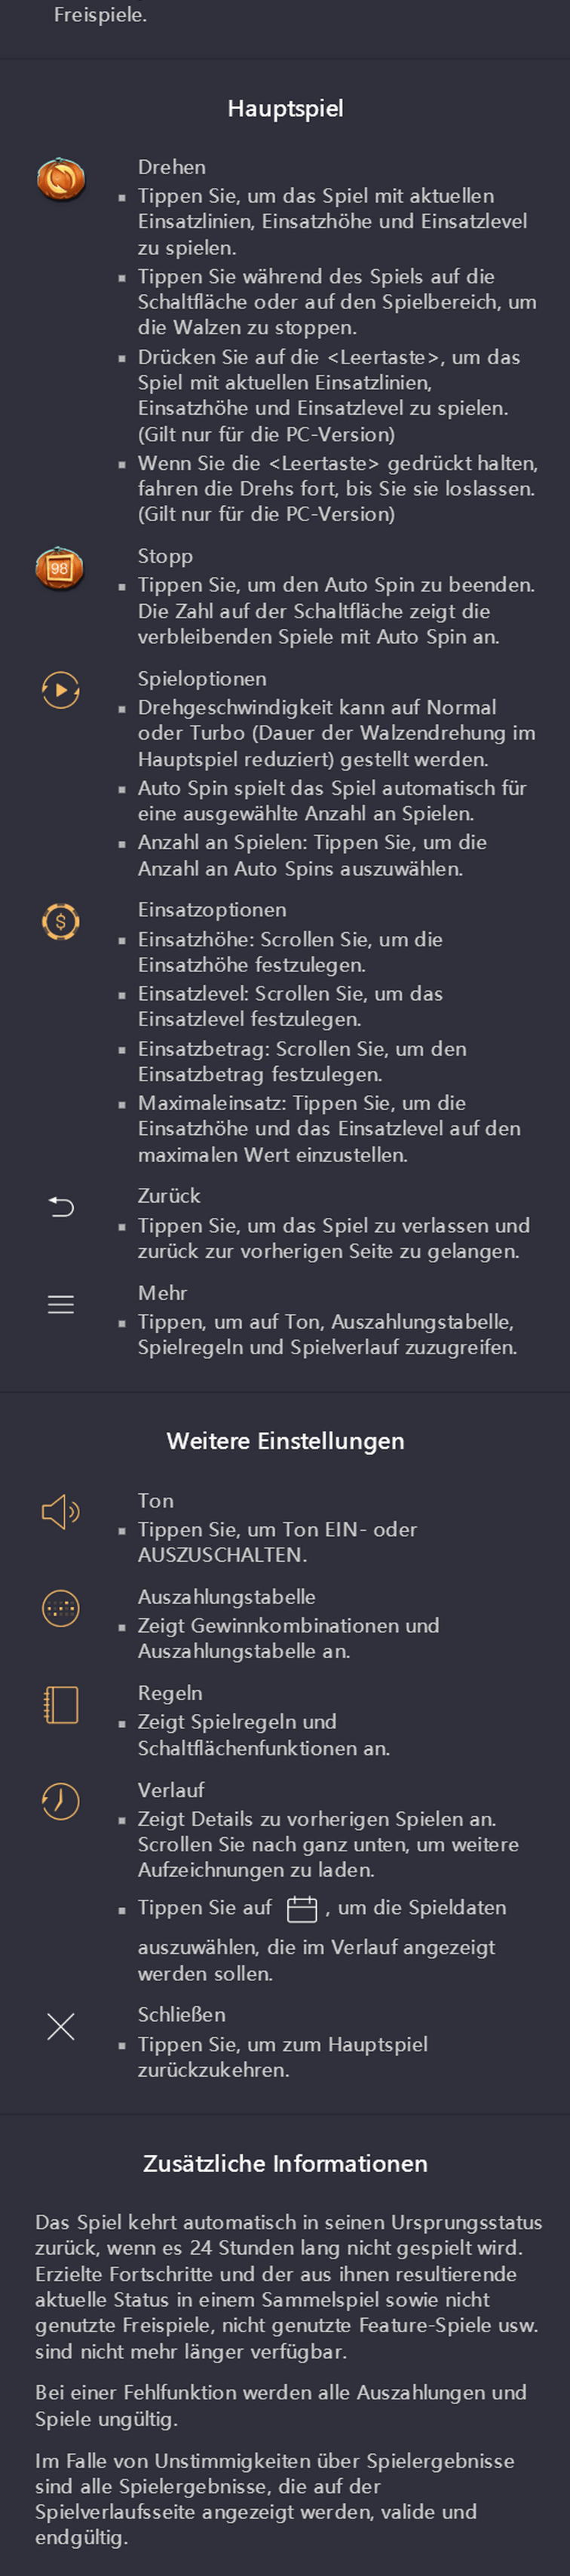 Freispiele.
Hauptspiel
Drehen
Tippen Sie, um das Spiel mit aktuellen
Einsatzlinien, Einsatzhöhe und Einsatzlevel
zu spielen.
Tippen Sie während des Spiels auf die
Schaltfläche oder auf den Spielbereich, um
die Walzen zu stoppen.
Drücken Sie auf die <Leertaste>, um das
Spiel mit aktuellen Einsatzlinien,
Einsatzhöhe und Einsatzlevel zu spielen.
(Gilt nur für die PC-Version)
Wenn Sie die <Leertaste> gedrückt halten,
fahren die Drehs fort, bis Sie sie loslassen.
(Gilt nur für die PC-Version)
98
Stopp
Tippen Sie, um den Auto Spin zu beenden.
Die Zahl auf der Schaltfläche zeigt die
verbleibenden Spiele mit Auto Spin an.
Spieloptionen
Drehgeschwindigkeit kann auf Normal
oder Turbo (Dauer der Walzendrehung im
Hauptspiel reduziert) gestellt werden.
Auto Spin spielt das Spiel automatisch für
eine ausgewählte Anzahl an Spielen.
Anzahl an Spielen: Tippen Sie, um die
Anzahl an Auto Spins auszuwählen.
$
Einsatzoptionen
Einsatzhöhe: Scrollen Sie, um die
Einsatzhöhe festzulegen.
Einsatzlevel: Scrollen Sie, um das
Einsatzlevel festzulegen.
Einsatzbetrag: Scrollen Sie, um den
Einsatzbetrag festzulegen.
Maximaleinsatz: Tippen Sie, um die
Einsatzhöhe und das Einsatzlevel auf den
maximalen Wert einzustellen.
Zurück
Tippen Sie, um das Spiel zu verlassen und
zurück zur vorherigen Seite zu gelangen.
Mehr
Tippen, um auf Ton, Auszahlungstabelle,
Spielregeln und Spielverlauf zuzugreifen.
Weitere Einstellungen
Ton
Tippen Sie, um Ton EIN- oder
AUSZUSCHALTEN.
Auszahlungstabelle
Zeigt Gewinnkombinationen und
Auszahlungstabelle an.
Regeln
Zeigt Spielregeln und
Schaltflächenfunktionen an.
Verlauf
Zeigt Details zu vorherigen Spielen an.
Scrollen Sie nach ganz unten, um weitere
Aufzeichnungen zu laden.
Tippen Sie auf , um die Spieldaten
auszuwählen, die im Verlauf angezeigt
werden sollen.
Schließen
Tippen Sie, um zum Hauptspiel
zurückzukehren.
Zusätzliche Informationen
Das Spiel kehrt automatisch in seinen Ursprungsstatus
zurück, wenn es 24 Stunden lang nicht gespielt wird.
Erzielte Fortschritte und der aus ihnen resultierende
aktuelle Status in einem Sammelspiel sowie nicht
genutzte Freispiele, nicht genutzte Feature-Spiele usw.
sind nicht mehr länger verfügbar.
Bei einer Fehlfunktion werden alle Auszahlungen und
Spiele ungültig.
Im Falle von Unstimmigkeiten über Spielergebnisse
sind alle Spielergebnisse, die auf der
Spielverlaufsseite angezeigt werden, valide und
endgültig.